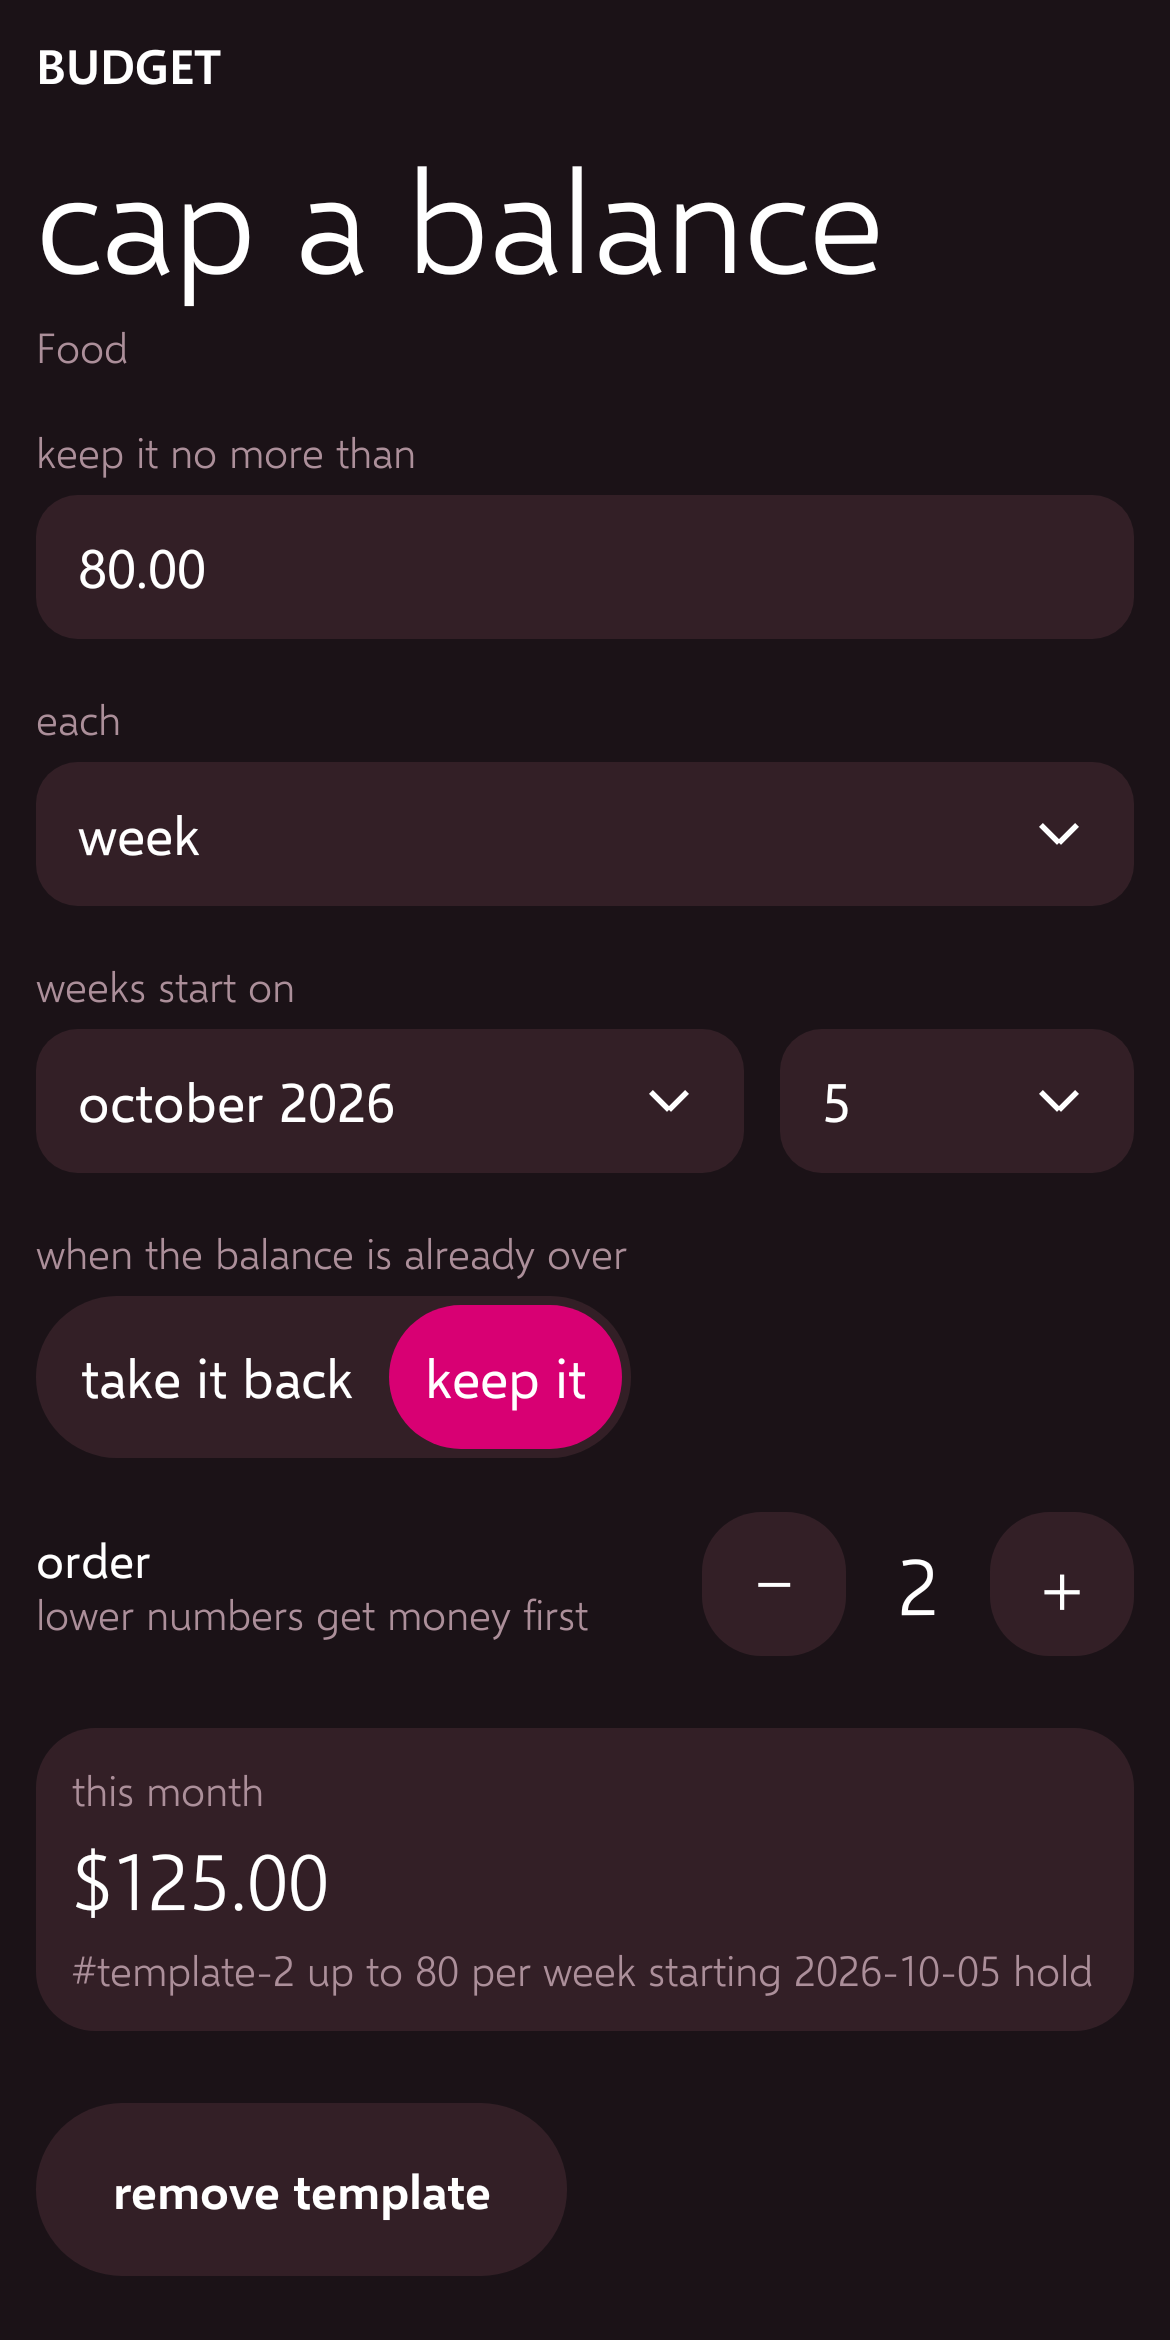 BUDGET
cap a balance
Food
keep it no more than
80.00
each
week
weeks start on
october 2026
5
when the balance is already over
take it back
keep it
order
lower numbers get money first
−
2
+
this month
$125.00
#template-2 up to 80 per week starting 2026-10-05 hold
remove template